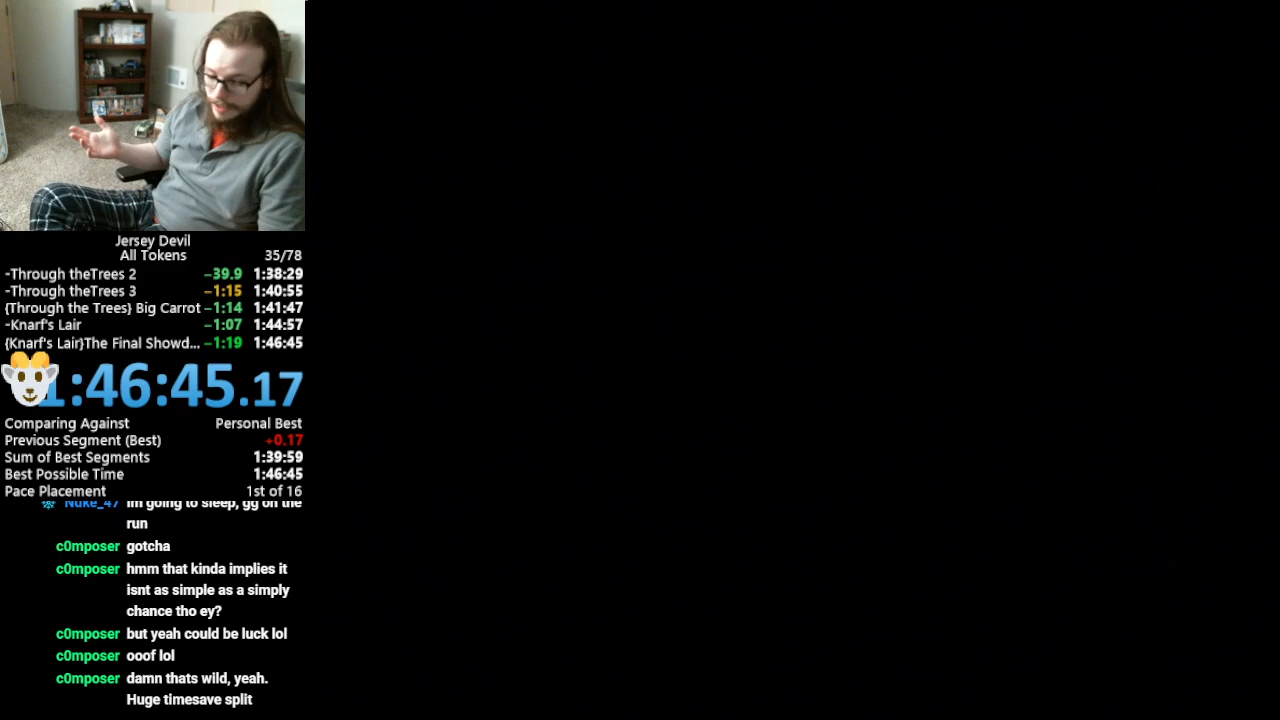 Jersey Devil
All Tokens 35/78
-Through theTrees 2 −39.9 1:38:29
-Through theTrees 3 −1:15 1:40:55
{Through the Trees} Big Carrot −1:14 1:41:47
-Knarf's Lair −1:07 1:44:57
{Knarf's Lair}The Final Showd... −1:19 1:46:45
1:46:45.17
Comparing Against Personal Best
Previous Segment (Best) +0.17
Sum of Best Segments 1:39:59
Best Possible Time 1:46:45
Pace Placement 1st of 16
Nuke_47 im going to sleep, gg on the
run
c0mposer gotcha
c0mposer hmm that kinda implies it
isnt as simple as a simply
chance tho ey?
c0mposer but yeah could be luck lol
c0mposer ooof lol
c0mposer damn thats wild, yeah.
Huge timesave split